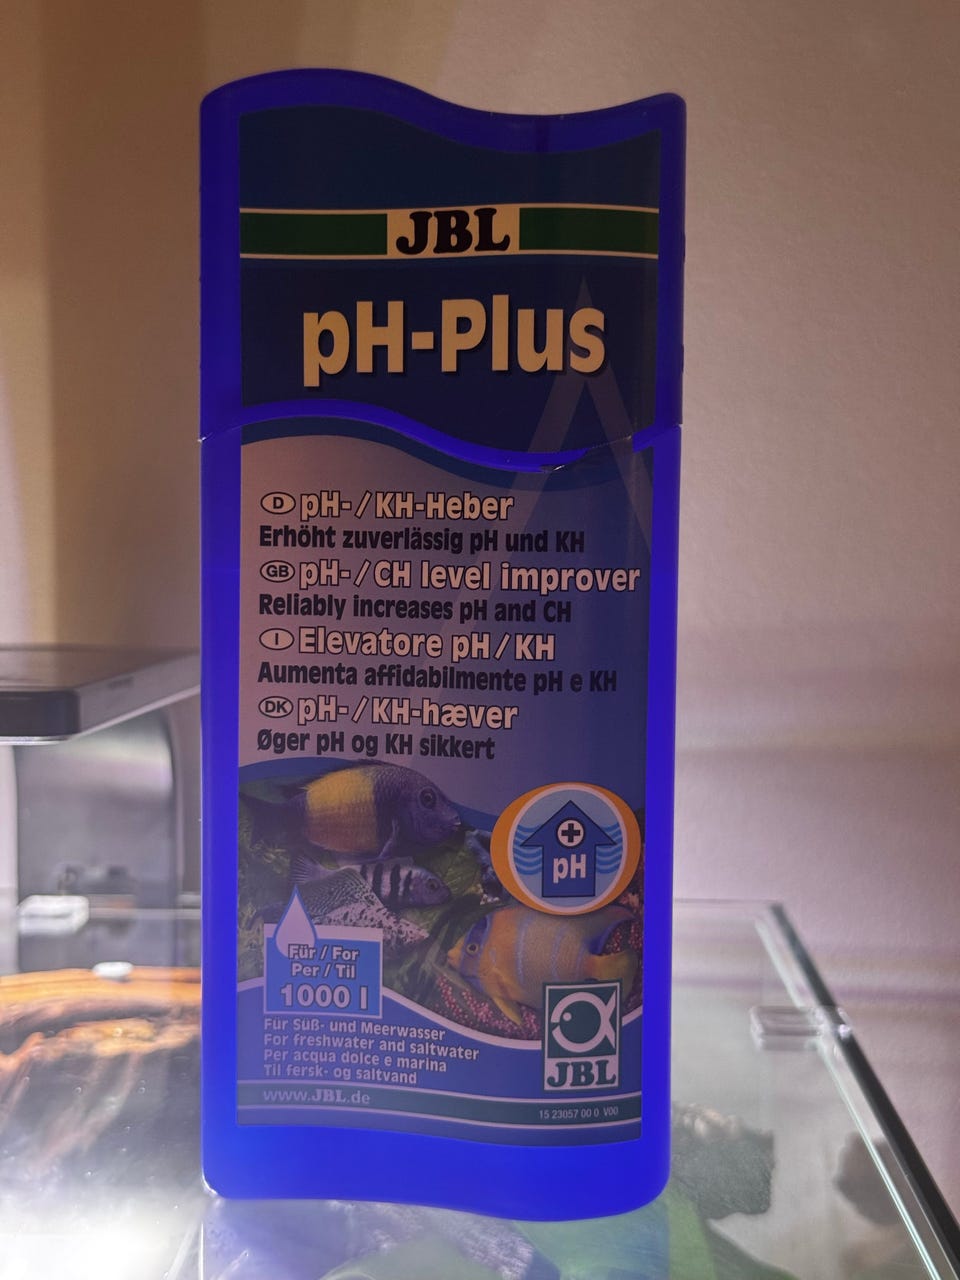 JBL
pH-Plus
D pH-/KH-Heber
Erhöht zuverlässig pH und KH
GB pH-/CH level improver
Reliably increases pH and CH
I Elevatore pH/KH
Aumenta affidabilmente pH e KH
DK pH-/KH-hæver
Øger pH og KH sikkert
+
pH
Für / For
Per / Til
1000 l
Für Süß- und Meerwasser
For freshwater and saltwater
Per acqua dolce e marina
Til fersk- og saltvand
JBL
www.JBL.de
15 23057 00 0 V00